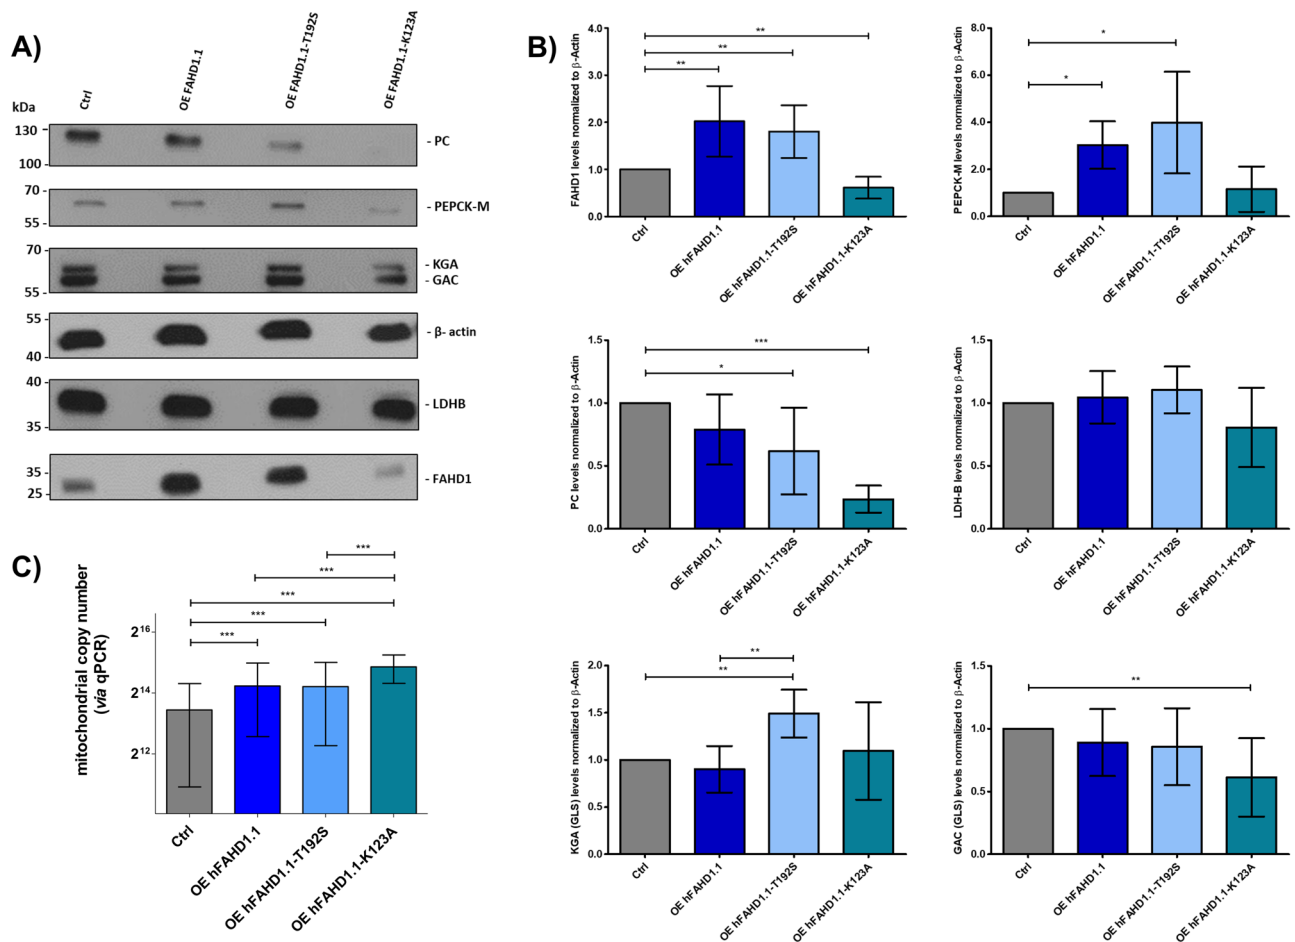 A)
Ctrl
OE FAHD1.1
OE FAHD1.1-T192S
OE FAHD1.1-K123A
kDa
130 -
100 -
- PC
70 -
55 -
- PEPCK-M
70 -
55 -
- KGA
- GAC
55 -
40 -
- β- actin
40 -
35 -
- LDHB
35 -
25 -
- FAHD1
B)
FAHD1 levels normalized to β-Actin
5.0
4.0
3.0
2.0
1.0
0.0
**
**
**
Ctrl
OE hFAHD1.1
OE hFAHD1.1-T192S
OE hFAHD1.1-K123A
PEPCK-M levels normalized to β-Actin
8.0
6.0
4.0
2.0
0.0
*
*
Ctrl
OE hFAHD1.1
OE hFAHD1.1-T192S
OE hFAHD1.1-K123A
PC levels normalized to β-Actin
1.5
1.0
0.5
0.0
***
*
Ctrl
OE hFAHD1.1
OE hFAHD1.1-T192S
OE hFAHD1.1-K123A
LDH-B levels normalized to β-Actin
1.5
1.0
0.5
0.0
Ctrl
OE hFAHD1.1
OE hFAHD1.1-T192S
OE hFAHD1.1-K123A
KGA (GLS) levels normalized to β-Actin
2.0
1.5
1.0
0.5
0.0
**
**
Ctrl
OE hFAHD1.1
OE hFAHD1.1-T192S
OE hFAHD1.1-K123A
GAC (GLS) levels normalized to β-Actin
1.5
1.0
0.5
0.0
**
Ctrl
OE hFAHD1.1
OE hFAHD1.1-T192S
OE hFAHD1.1-K123A
C)
mitochondrial copy number
(via qPCR)
2^16
2^14
2^12
***
***
***
***
***
Ctrl
OE hFAHD1.1
OE hFAHD1.1-T192S
OE hFAHD1.1-K123A